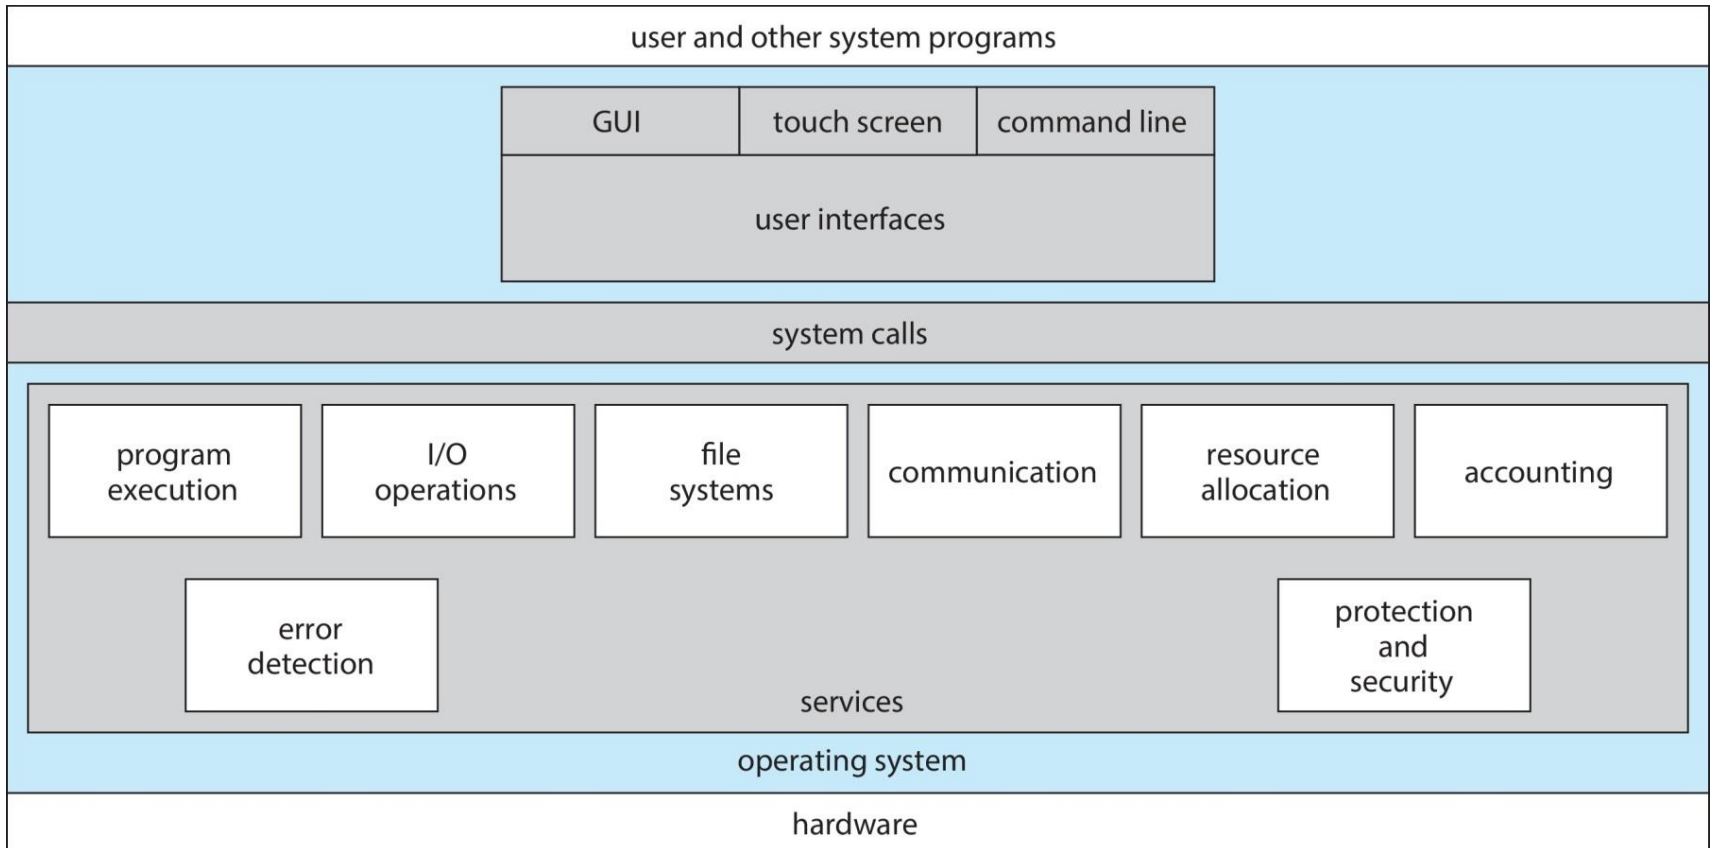 user and other system programs
GUI
touch screen
command line
user interfaces
system calls
program
execution
I/O
operations
file
systems
communication
resource
allocation
accounting
error
detection
protection
and
security
services
operating system
hardware